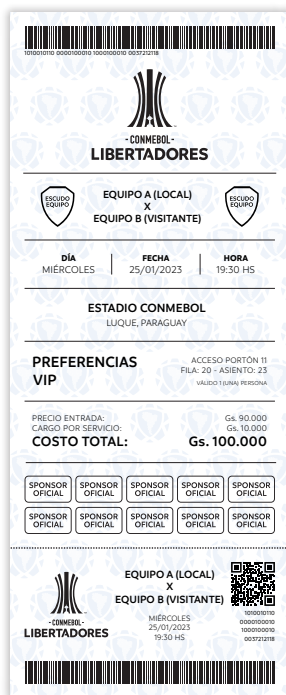 1010010110 0000100010 1000100010 0037212118
- CONMEBOL -
LIBERTADORES
ESCUDO
EQUIPO
EQUIPO A (LOCAL)
X
EQUIPO B (VISITANTE)
ESCUDO
EQUIPO
DÍA
MIÉRCOLES
FECHA
25/01/2023
HORA
19:30 HS
ESTADIO CONMEBOL
LUQUE, PARAGUAY
PREFERENCIAS
VIP
ACCESO PORTÓN 11
FILA: 20 - ASIENTO: 23
VÁLIDO 1 (UNA) PERSONA
PRECIO ENTRADA: Gs. 90.000
CARGO POR SERVICIO: Gs. 10.000
COSTO TOTAL: Gs. 100.000
SPONSOR OFICIAL SPONSOR OFICIAL SPONSOR OFICIAL SPONSOR OFICIAL SPONSOR OFICIAL
SPONSOR OFICIAL SPONSOR OFICIAL SPONSOR OFICIAL SPONSOR OFICIAL SPONSOR OFICIAL
- CONMEBOL -
LIBERTADORES
EQUIPO A (LOCAL)
X
EQUIPO B (VISITANTE)
MIÉRCOLES
25/01/2023
19:30 HS
1010010110
0000100010
1000100010
0037212118